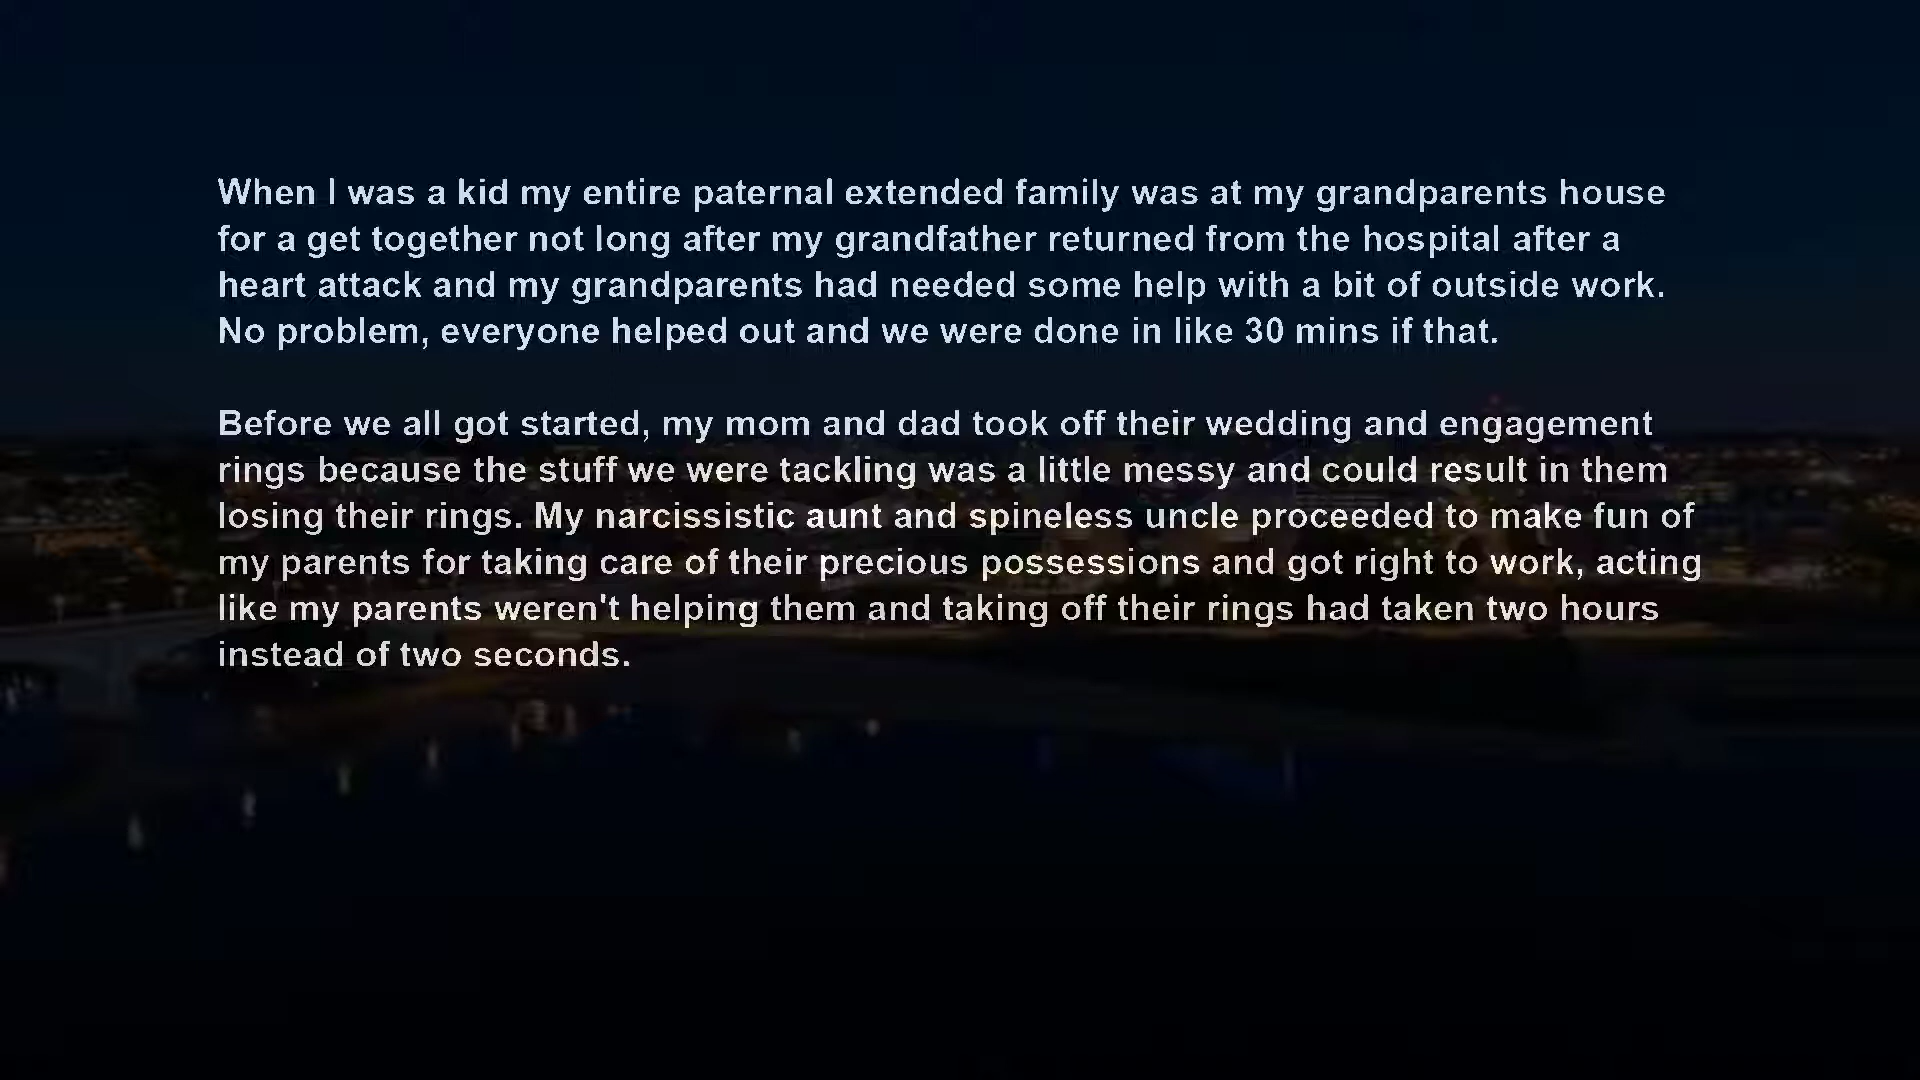 When I was a kid my entire paternal extended family was at my grandparents house
for a get together not long after my grandfather returned from the hospital after a
heart attack and my grandparents had needed some help with a bit of outside work.
No problem, everyone helped out and we were done in like 30 mins if that.
Before we all got started, my mom and dad took off their wedding and engagement
rings because the stuff we were tackling was a little messy and could result in them
losing their rings. My narcissistic aunt and spineless uncle proceeded to make fun of
my parents for taking care of their precious possessions and got right to work, acting
like my parents weren't helping them and taking off their rings had taken two hours
instead of two seconds.